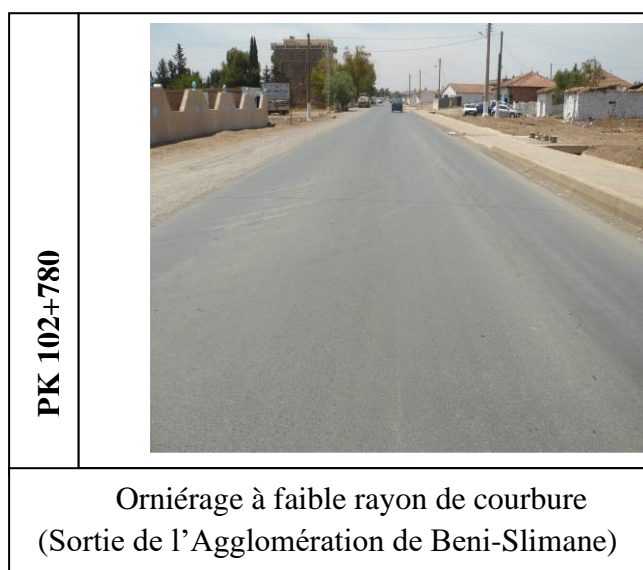 PK 102+780
Orniérage à faible rayon de courbure
(Sortie de l'Agglomération de Beni-Slimane)